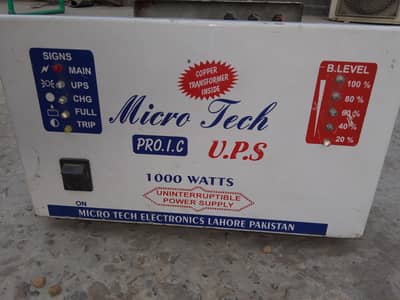 SIGNS
MAIN
UPS
CHG
FULL
TRIP
COPPER
TRANSFORMER
INSIDE
B.LEVEL
100 %
80 %
60 %
40 %
20 %
Micro Tech
PRO.I.C U.P.S
1000 WATTS
UNINTERRUPTIBLE
POWER SUPPLY
ON
MICRO TECH ELECTRONICS LAHORE PAKISTAN